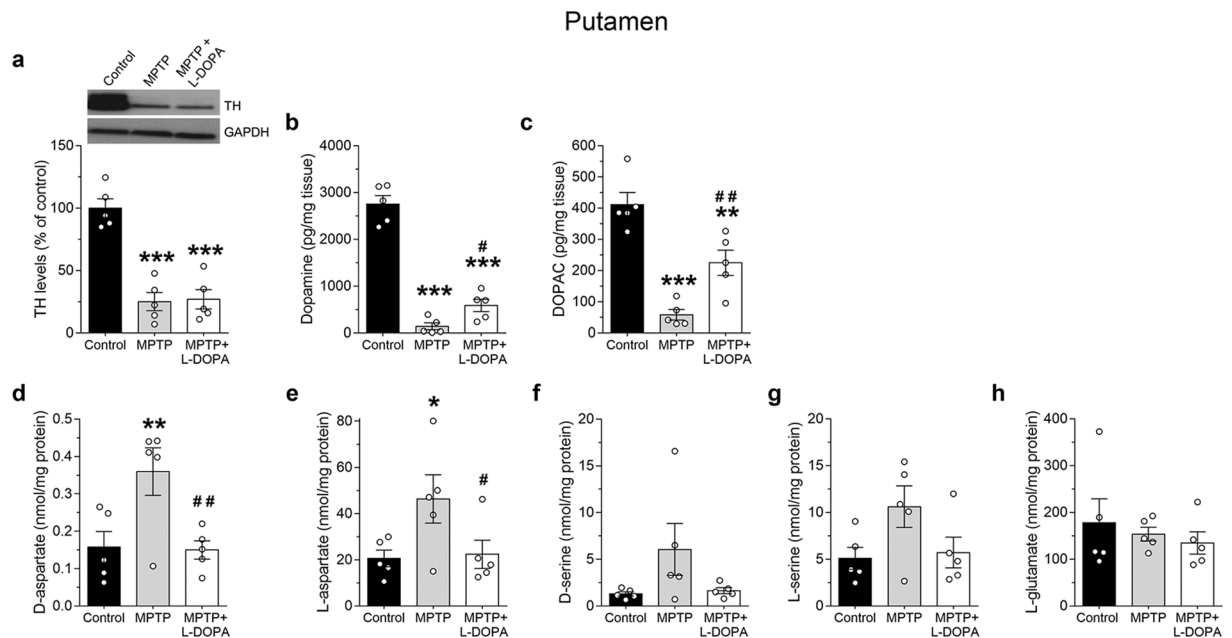 Putamen
a
Control
MPTP
MPTP +
L-DOPA
TH
GAPDH
TH levels (% of control)
150
100
50
0
***
***
Control
MPTP
MPTP+
L-DOPA
b
Dopamine (pg/mg tissue)
4000
3000
2000
1000
0
***
#
***
Control
MPTP
MPTP+
L-DOPA
c
DOPAC (pg/mg tissue)
600
500
400
300
200
100
0
***
# #
**
Control
MPTP
MPTP+
L-DOPA
d
D-aspartate (nmol/mg protein)
0.5
0.4
0.3
0.2
0.1
0.0
**
# #
Control
MPTP
MPTP+
L-DOPA
e
L-aspartate (nmol/mg protein)
80
60
40
20
0
*
#
Control
MPTP
MPTP+
L-DOPA
f
D-serine (nmol/mg protein)
20
15
10
5
0
Control
MPTP
MPTP+
L-DOPA
g
L-serine (nmol/mg protein)
20
15
10
5
0
Control
MPTP
MPTP+
L-DOPA
h
L-glutamate (nmol/mg protein)
400
300
200
100
0
Control
MPTP
MPTP+
L-DOPA